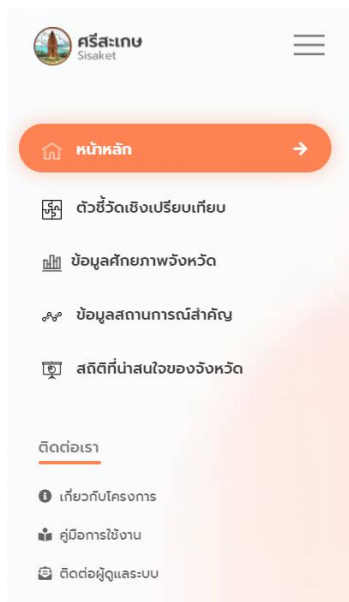 ศรีสะเกษ
Sisaket
หน้าหลัก
ตัวชี้วัดเชิงเปรียบเทียบ
ข้อมูลศักยภาพจังหวัด
ข้อมูลสถานการณ์สำคัญ
สถิติที่น่าสนใจของจังหวัด
ติดต่อเรา
เกี่ยวกับโครงการ
คู่มือการใช้งาน
ติดต่อผู้ดูแลระบบ